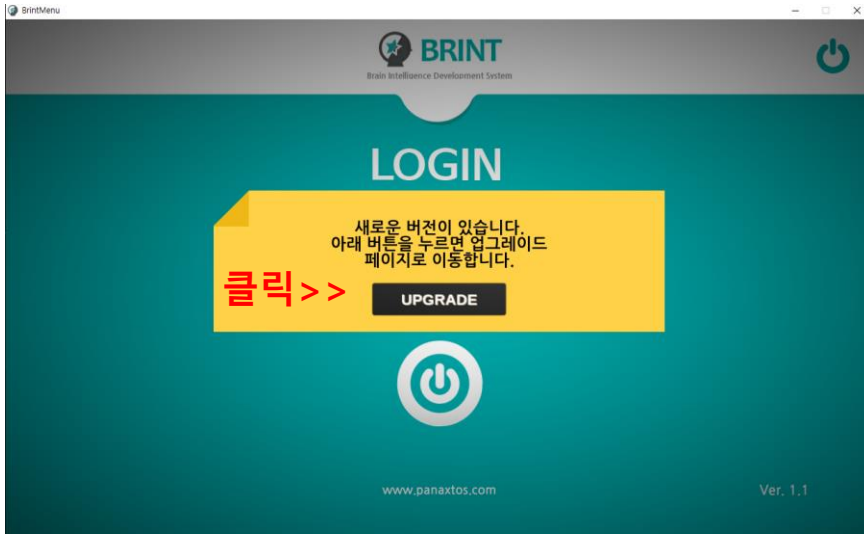 BrintMenu
BRINT
Brain Intelligence Development System
LOGIN
새로운 버전이 있습니다.
아래 버튼을 누르면 업그레이드
페이지로 이동합니다.
클릭>>
UPGRADE
www.panaxtos.com
Ver. 1.1